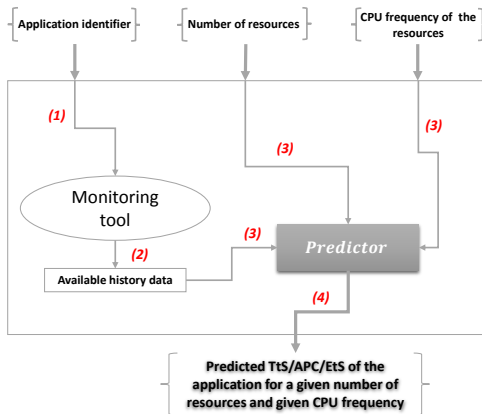 Application identifier
Number of resources
CPU frequency of the
resources
(1)
(3)
(3)
Monitoring
tool
(2)
(3)
Predictor
Available history data
(4)
Predicted TtS/APC/EtS of the
application for a given number of
resources and given CPU frequency